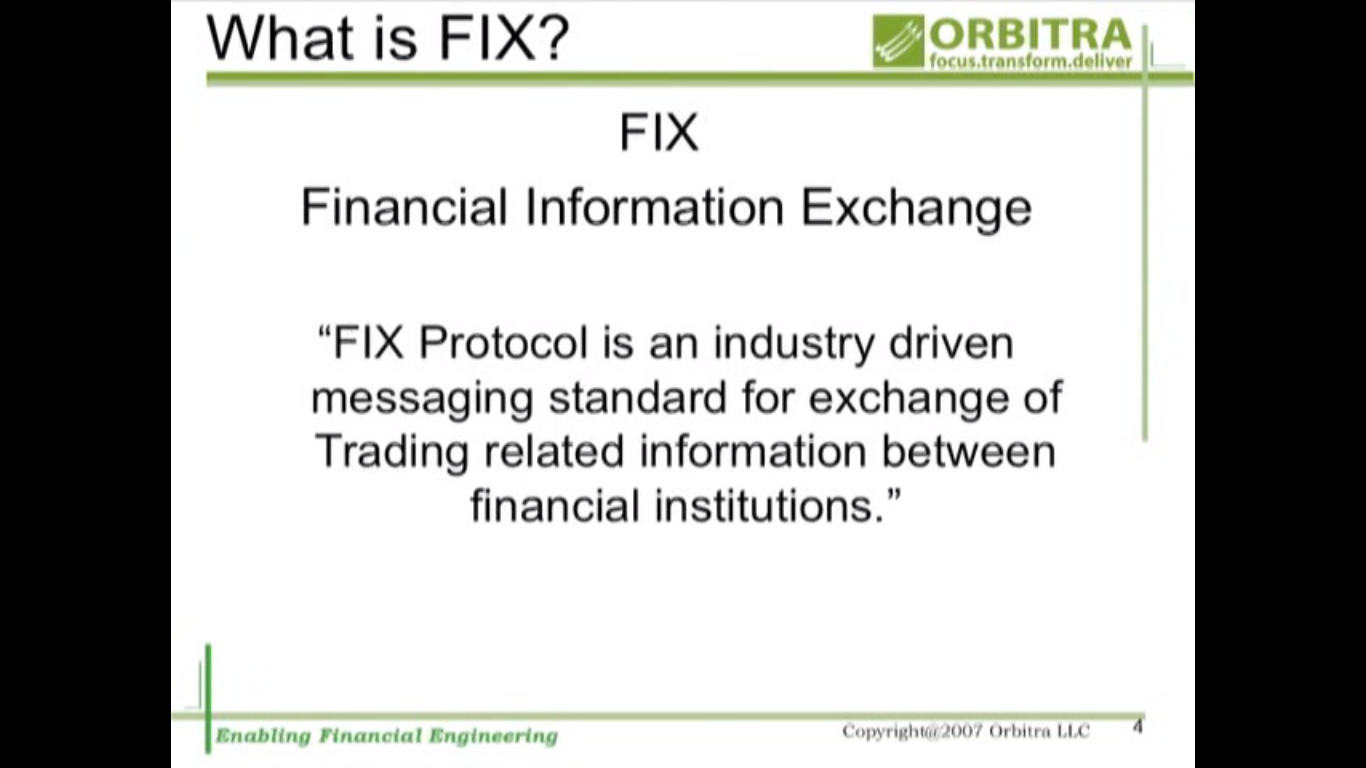 What is FIX?
ORBITRA
focus.transform.deliver
FIX
Financial Information Exchange
“FIX Protocol is an industry driven
messaging standard for exchange of
Trading related information between
financial institutions.”
Enabling Financial Engineering
Copyright@2007 Orbitra LLC
4